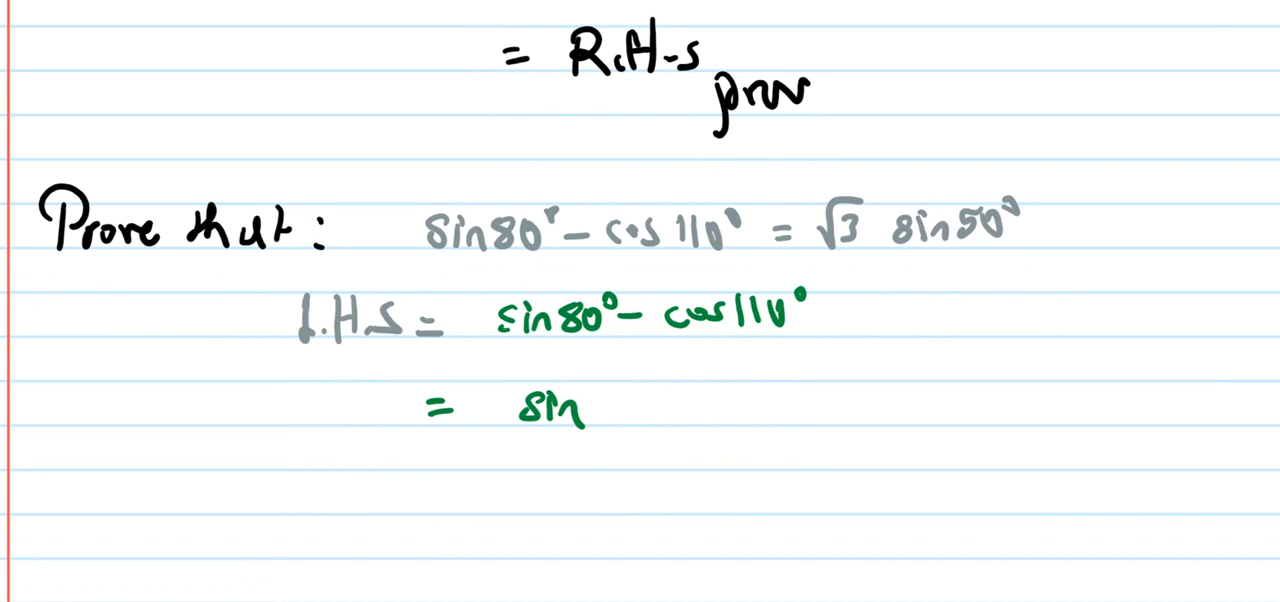 = R.H-S
prov
Prove that: sin80° - cos110° = √3 sin50°
L.H.S = sin80° - cos110°
= sin